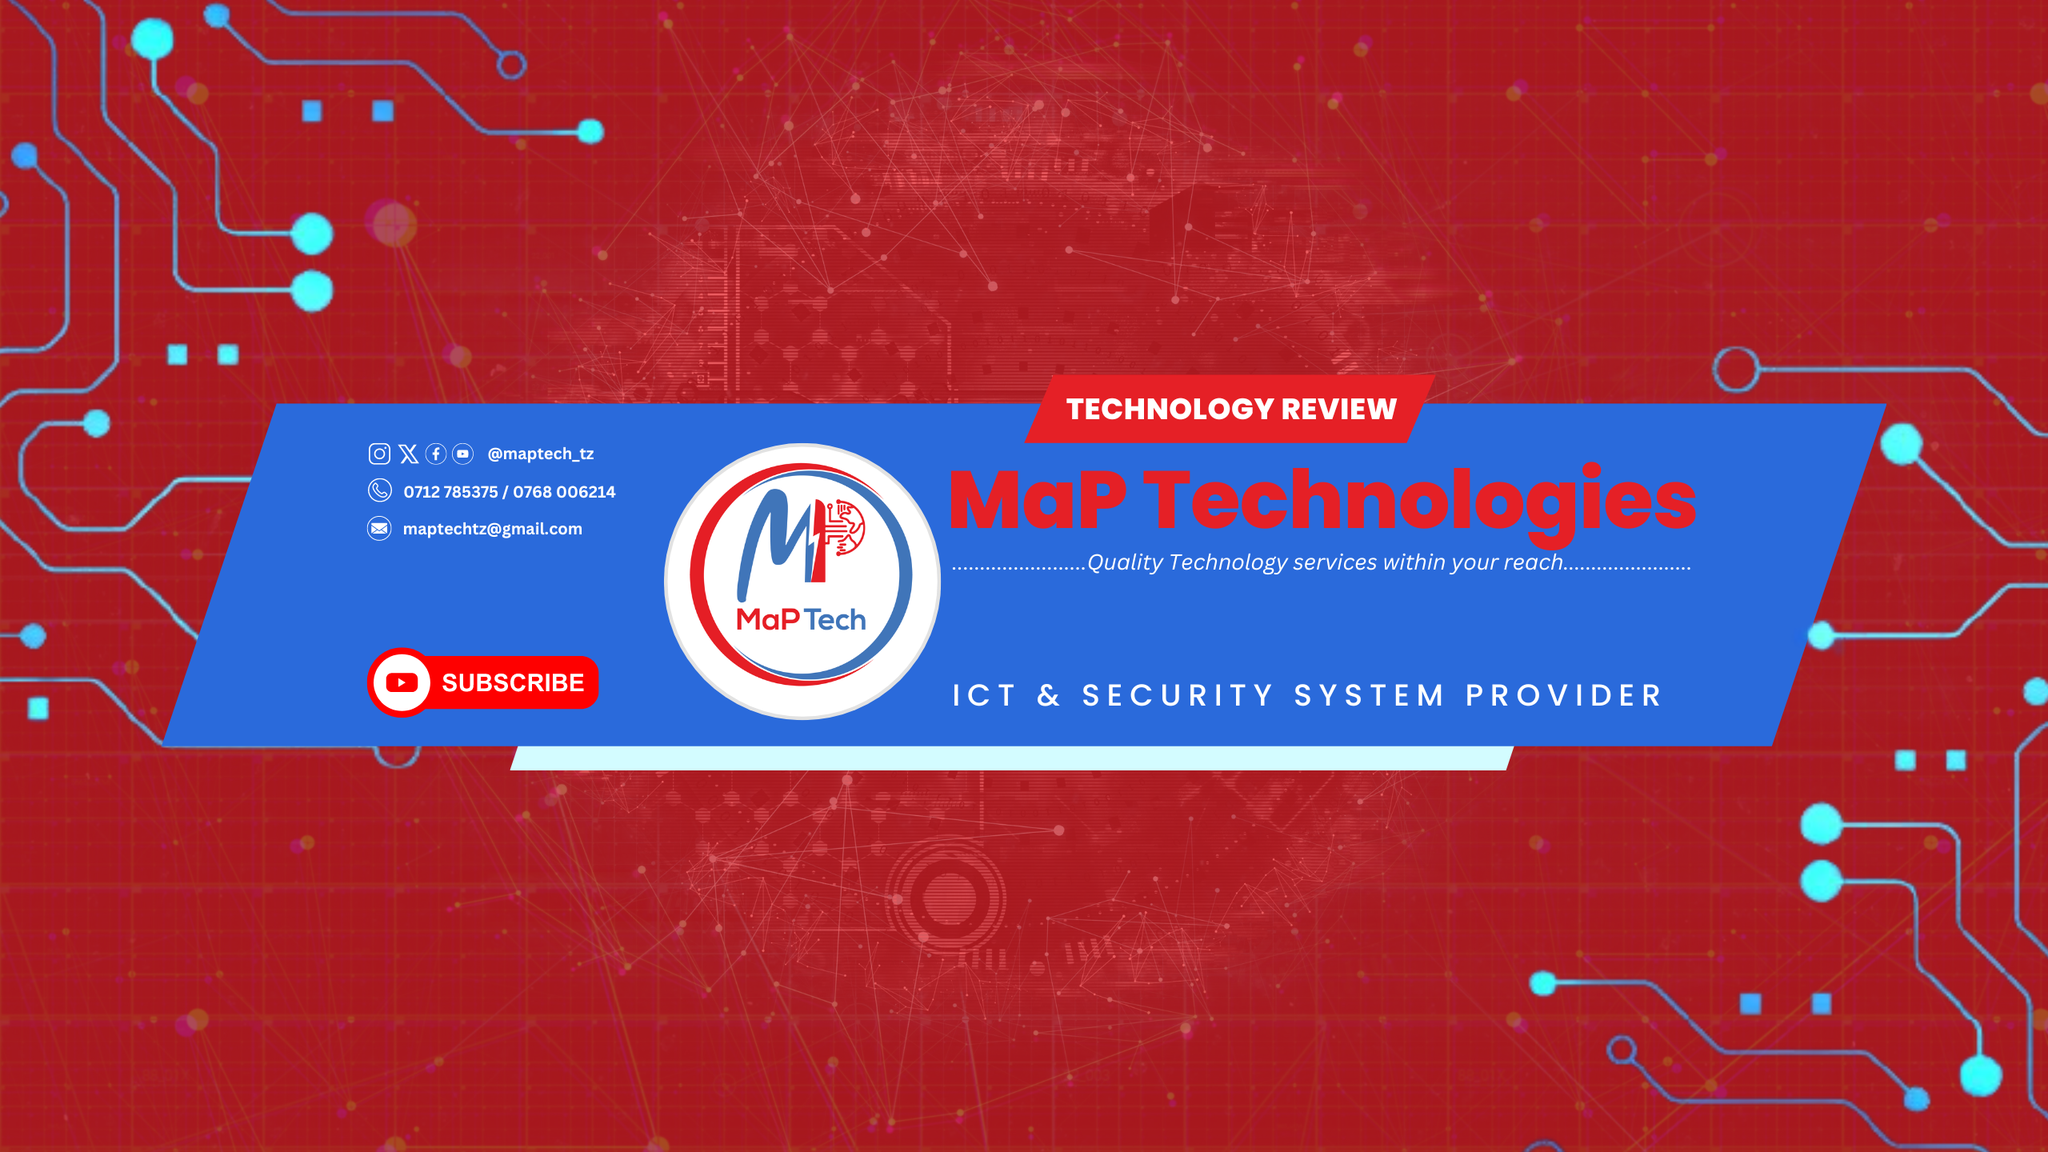 TECHNOLOGY REVIEW
@maptech_tz
0712 785375 / 0768 006214
maptechtz@gmail.com
SUBSCRIBE
MP
MaP Tech
MaP Technologies
.........................Quality Technology services within your reach........................
ICT & SECURITY SYSTEM PROVIDER